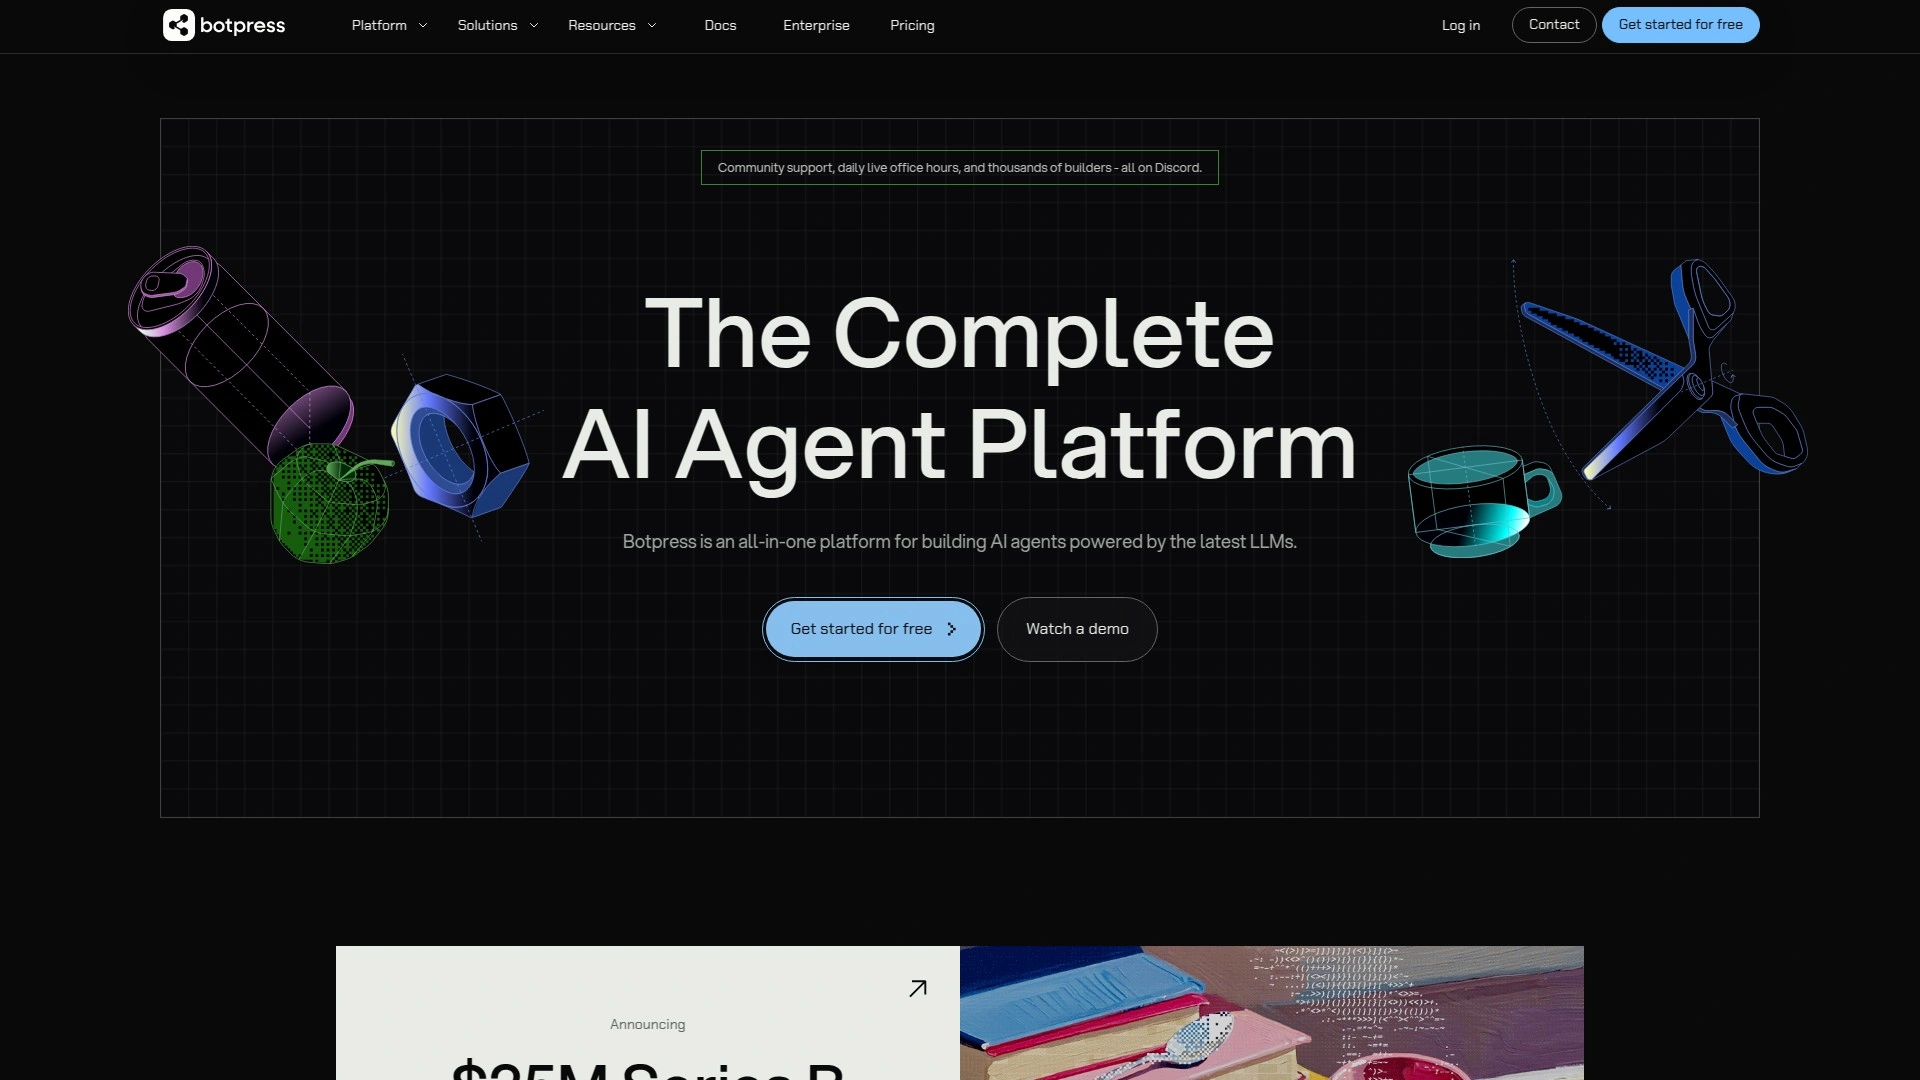 botpress
Platform
Solutions
Resources
Docs
Enterprise
Pricing
Log in
Contact
Get started for free
Community support, daily live office hours, and thousands of builders - all on Discord.
The Complete
AI Agent Platform
Botpress is an all-in-one platform for building AI agents powered by the latest LLMs.
Get started for free
Watch a demo
Announcing
$25M Series B